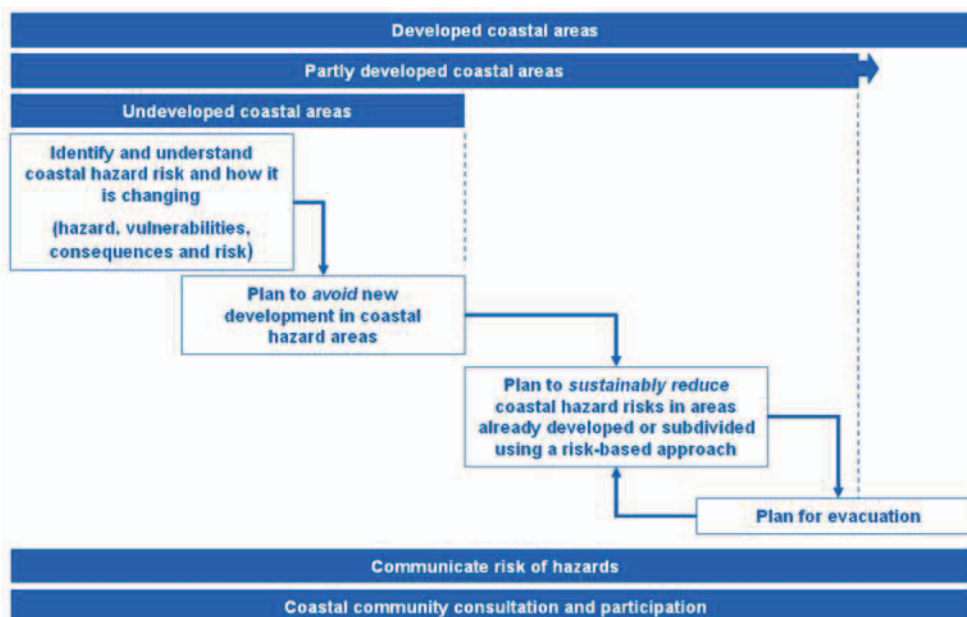 Developed coastal areas
Partly developed coastal areas
Undeveloped coastal areas
Identify and understand
coastal hazard risk and how it
is changing
(hazard, vulnerabilities,
consequences and risk)
Plan to avoid new
development in coastal
hazard areas
Plan to sustainably reduce
coastal hazard risks in areas
already developed or subdivided
using a risk-based approach
Plan for evacuation
Communicate risk of hazards
Coastal community consultation and participation